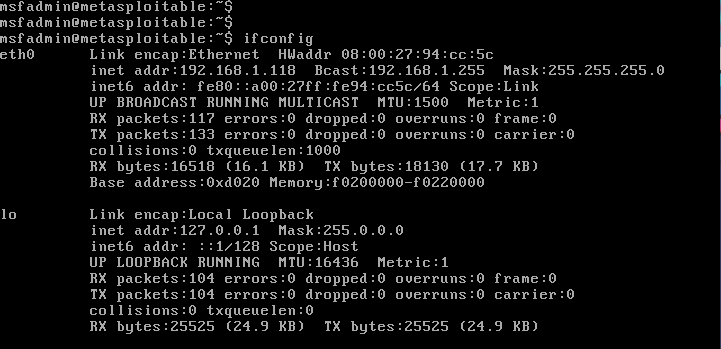 msfadmin@metasploitable:~$
msfadmin@metasploitable:~$
msfadmin@metasploitable:~$ ifconfig
eth0      Link encap:Ethernet  HWaddr 08:00:27:94:cc:5c
          inet addr:192.168.1.118  Bcast:192.168.1.255  Mask:255.255.255.0
          inet6 addr: fe80::a00:27ff:fe94:cc5c/64 Scope:Link
          UP BROADCAST RUNNING MULTICAST  MTU:1500  Metric:1
          RX packets:117 errors:0 dropped:0 overruns:0 frame:0
          TX packets:133 errors:0 dropped:0 overruns:0 carrier:0
          collisions:0 txqueuelen:1000
          RX bytes:16518 (16.1 KB)  TX bytes:18130 (17.7 KB)
          Base address:0xd020 Memory:f0200000-f0220000
lo        Link encap:Local Loopback
          inet addr:127.0.0.1  Mask:255.0.0.0
          inet6 addr: ::1/128 Scope:Host
          UP LOOPBACK RUNNING  MTU:16436  Metric:1
          RX packets:104 errors:0 dropped:0 overruns:0 frame:0
          TX packets:104 errors:0 dropped:0 overruns:0 carrier:0
          collisions:0 txqueuelen:0
          RX bytes:25525 (24.9 KB)  TX bytes:25525 (24.9 KB)